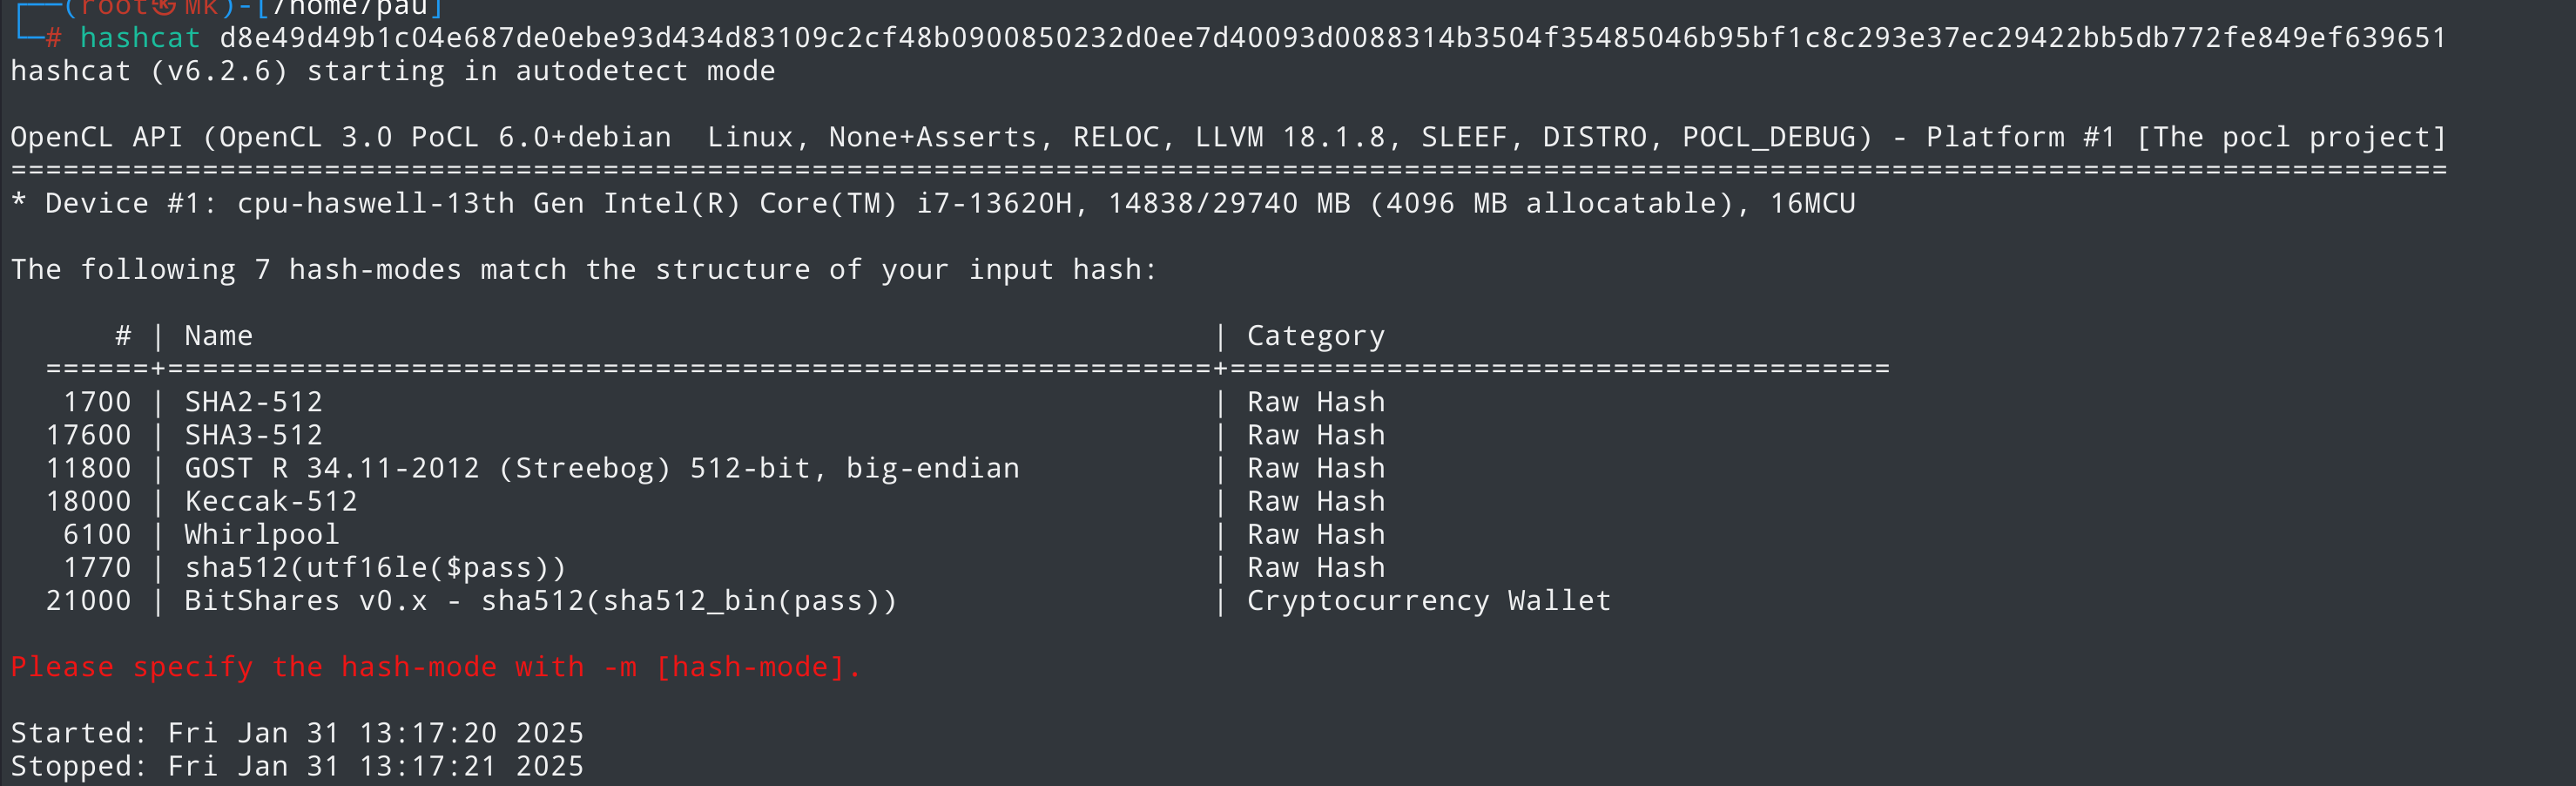 ┌──(root㉿Mk)-[/home/pau]
└─# hashcat d8e49d49b1c04e687de0ebe93d434d83109c2cf48b0900850232d0ee7d40093d0088314b3504f35485046b95bf1c8c293e37ec29422bb5db772fe849ef639651
hashcat (v6.2.6) starting in autodetect mode

OpenCL API (OpenCL 3.0 PoCL 6.0+debian  Linux, None+Asserts, RELOC, LLVM 18.1.8, SLEEF, DISTRO, POCL_DEBUG) - Platform #1 [The pocl project]
============================================================================================================================================
* Device #1: cpu-haswell-13th Gen Intel(R) Core(TM) i7-13620H, 14838/29740 MB (4096 MB allocatable), 16MCU

The following 7 hash-modes match the structure of your input hash:

      # | Name                                                       | Category
  ======+============================================================+======================================
   1700 | SHA2-512                                                   | Raw Hash
  17600 | SHA3-512                                                   | Raw Hash
  11800 | GOST R 34.11-2012 (Streebog) 512-bit, big-endian           | Raw Hash
  18000 | Keccak-512                                                 | Raw Hash
   6100 | Whirlpool                                                  | Raw Hash
   1770 | sha512(utf16le($pass))                                     | Raw Hash
  21000 | BitShares v0.x - sha512(sha512_bin(pass))                  | Cryptocurrency Wallet

Please specify the hash-mode with -m [hash-mode].

Started: Fri Jan 31 13:17:20 2025
Stopped: Fri Jan 31 13:17:21 2025